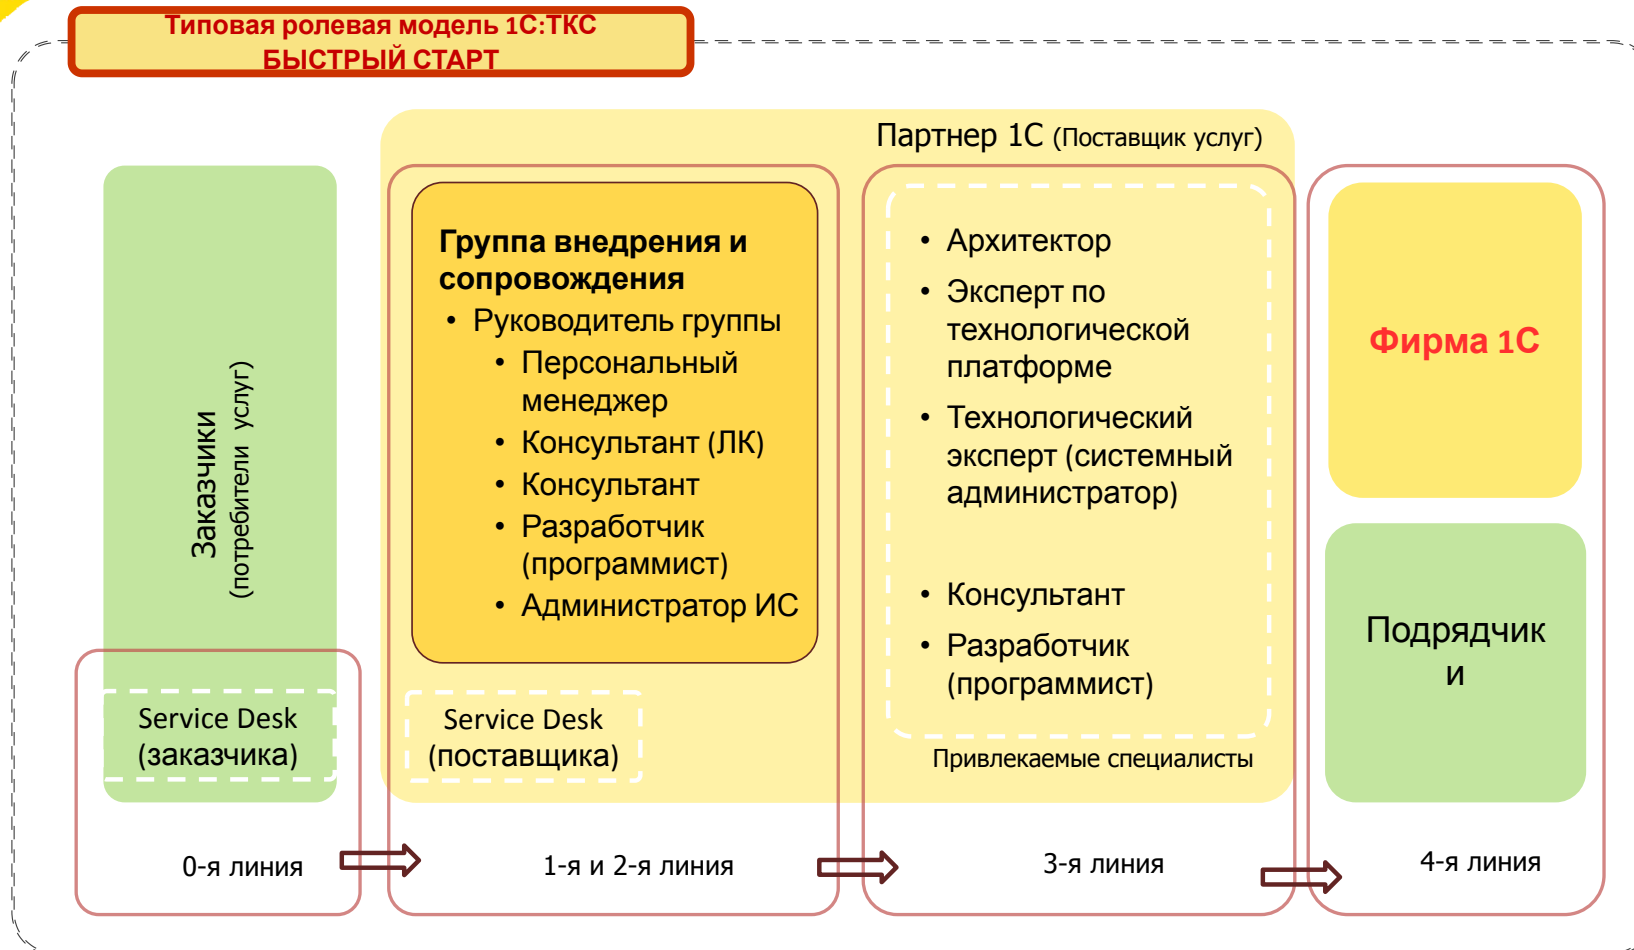 Типовая ролевая модель 1С:ТКС
БЫСТРЫЙ СТАРТ
Партнер 1С (Поставщик услуг)
Заказчики
(потребители услуг)
Service Desk
(заказчика)
Группа внедрения и
сопровождения
• Руководитель группы
• Персональный
менеджер
• Консультант (ЛК)
• Консультант
• Разработчик
(программист)
• Администратор ИС
Service Desk
(поставщика)
• Архитектор
• Эксперт по
технологической
платформе
• Технологический
эксперт (системный
администратор)
• Консультант
• Разработчик
(программист)
Привлекаемые специалисты
Фирма 1С
Подрядчик
и
0-я линия
1-я и 2-я линия
3-я линия
4-я линия